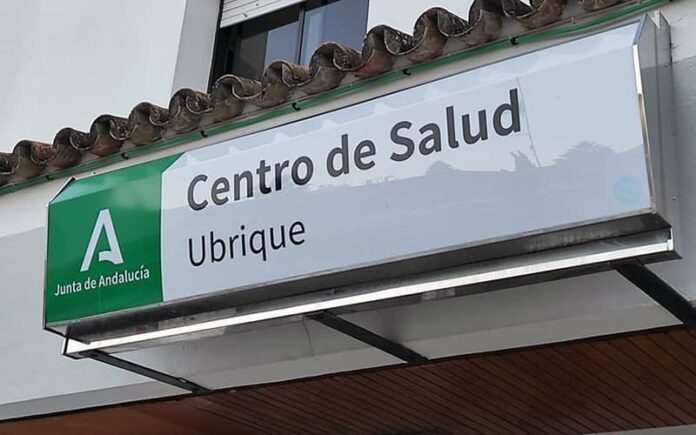 Centro de Salud
Ubrique
Junta de Andalucía